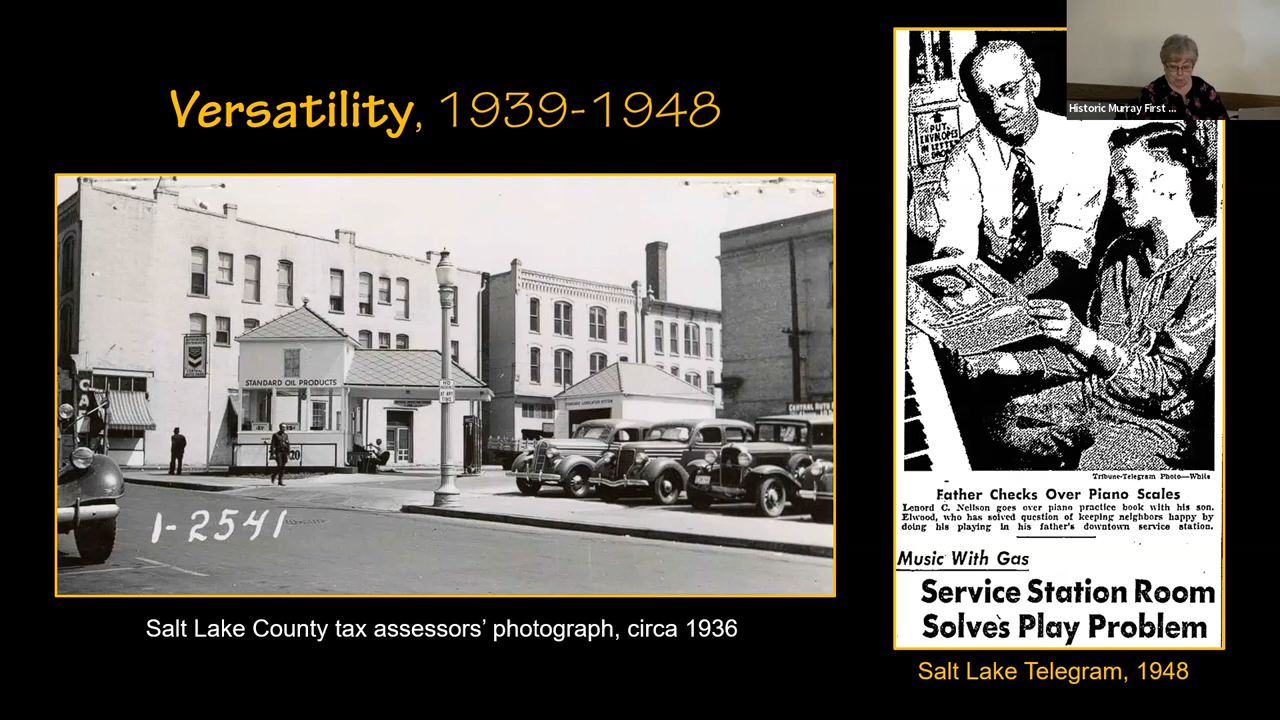 Versatility, 1939-1948
STANDARD OIL PRODUCTS
1-2541
Salt Lake County tax assessors’ photograph, circa 1936
Historic Murray First ...
PUT
ENVELOPES
IN
Tribune-Telegram Photo—White
Father Checks Over Piano Scales
Lenord C. Neilson goes over piano practice book with his son,
Elwood, who has solved question of keeping neighbors happy by
doing his playing in his father's downtown service station.
Music With Gas
Service Station Room
Solves Play Problem
Salt Lake Telegram, 1948